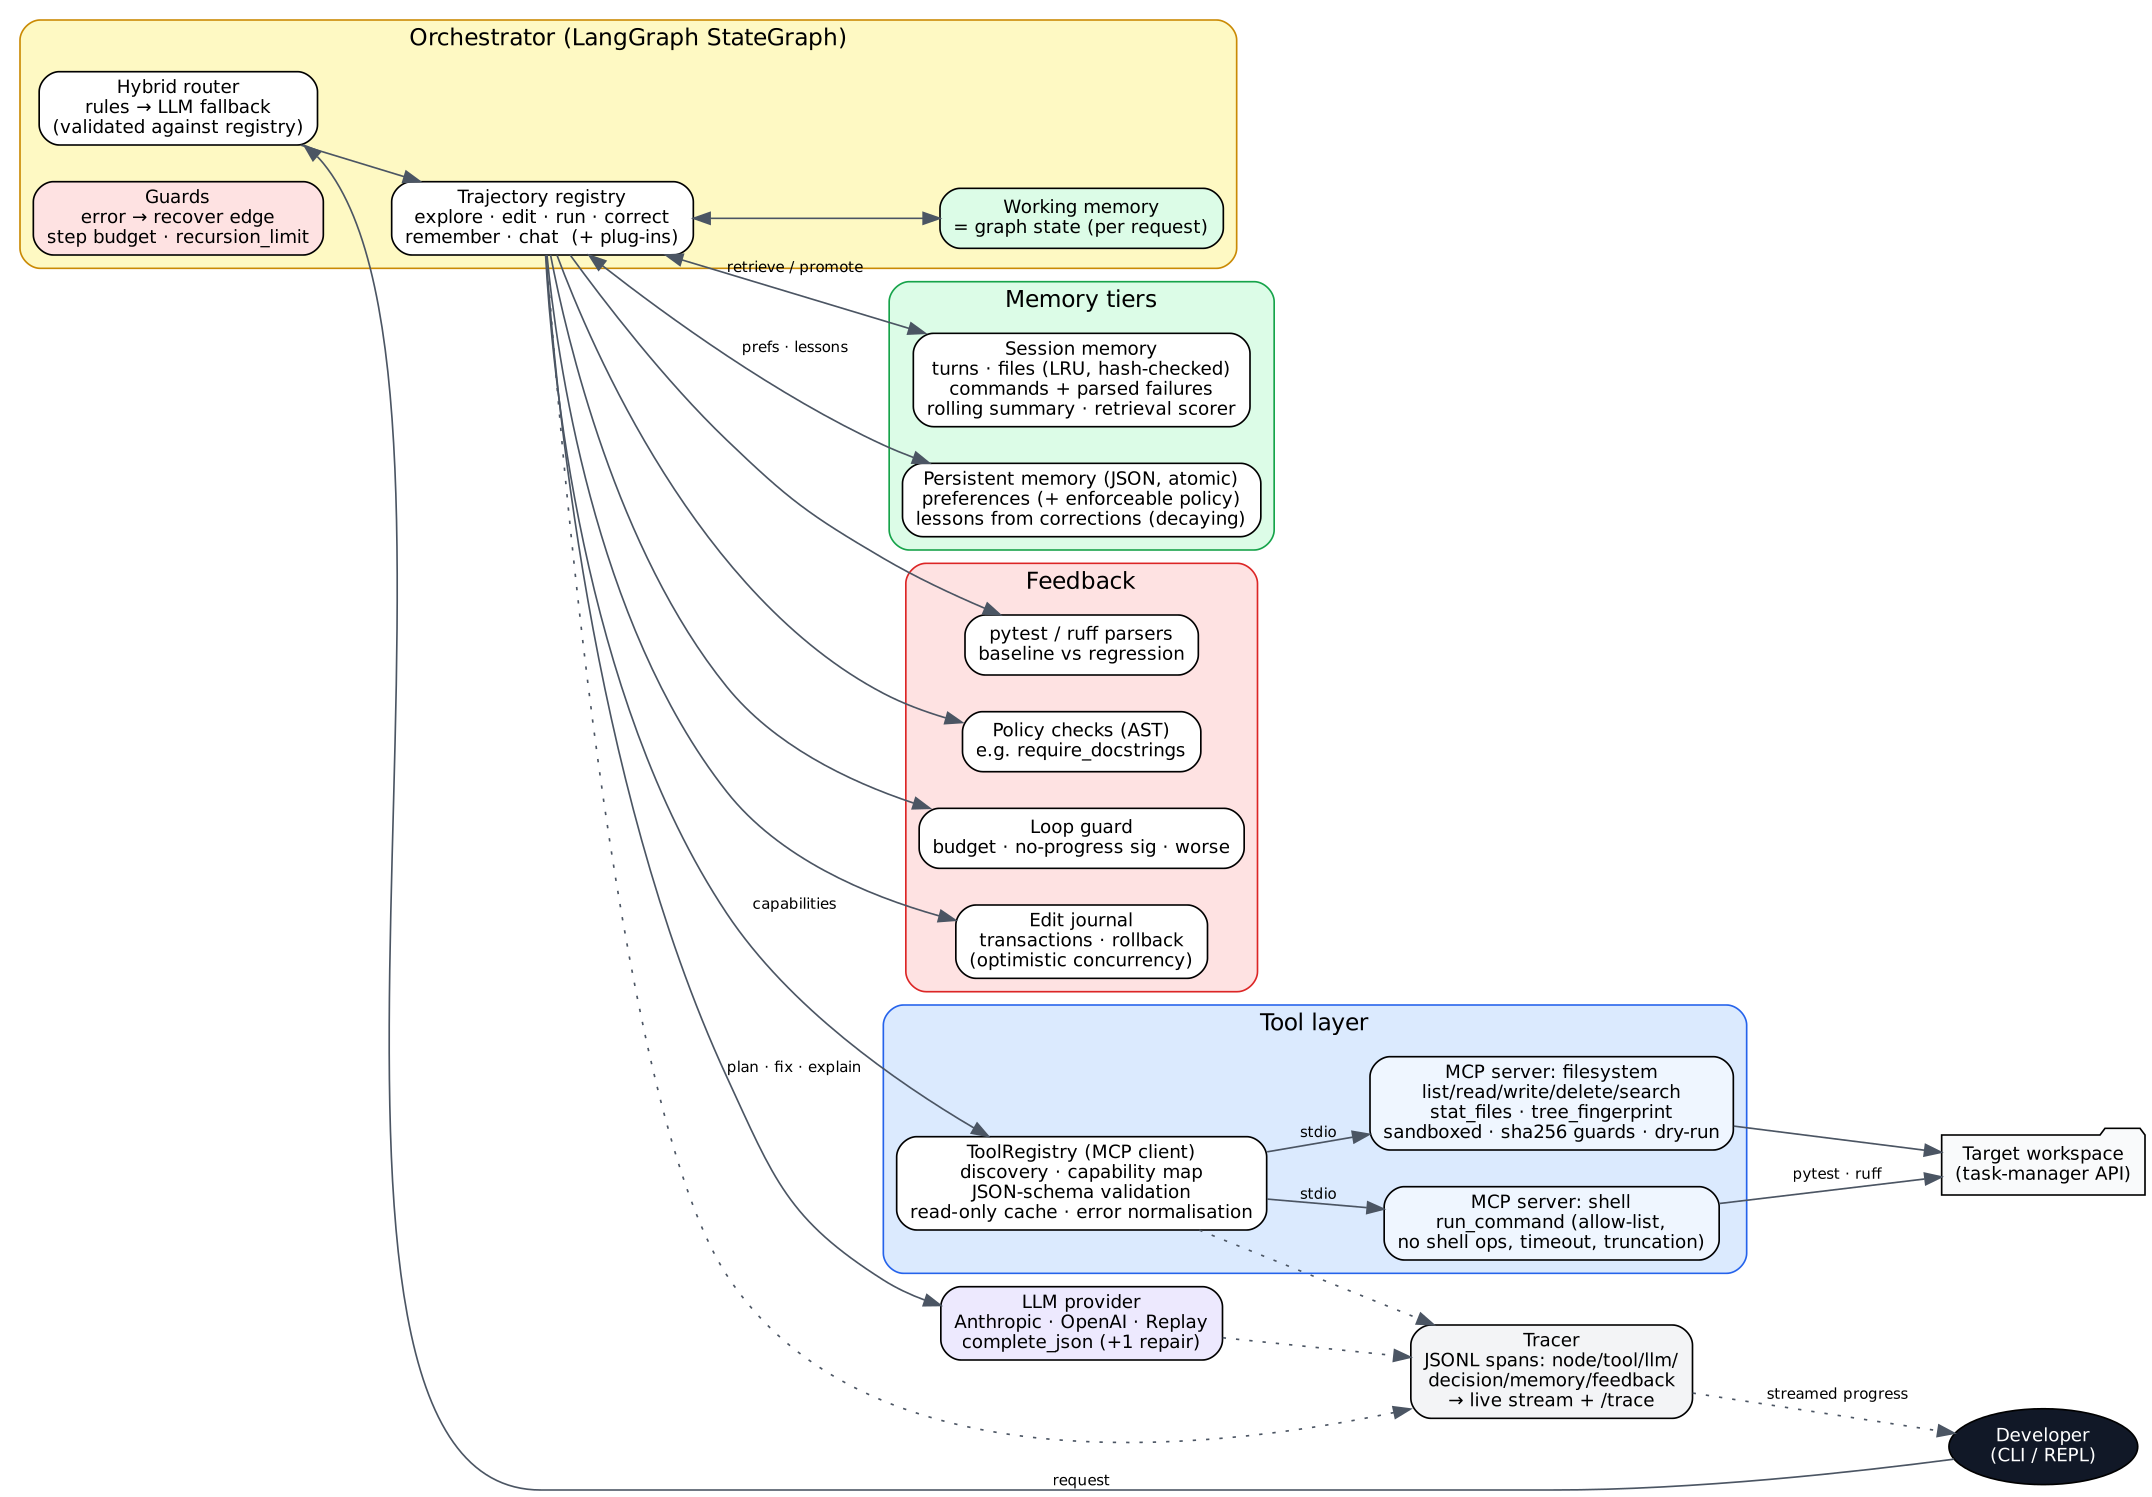 Orchestrator (LangGraph StateGraph)
Hybrid router
rules → LLM fallback
(validated against registry)
Guards
error → recover edge
step budget · recursion_limit
Trajectory registry
explore · edit · run · correct
remember · chat  (+ plug-ins)
Working memory
= graph state (per request)
retrieve / promote
Memory tiers
Session memory
turns · files (LRU, hash-checked)
commands + parsed failures
rolling summary · retrieval scorer
prefs · lessons
Persistent memory (JSON, atomic)
preferences (+ enforceable policy)
lessons from corrections (decaying)
Feedback
pytest / ruff parsers
baseline vs regression
Policy checks (AST)
e.g. require_docstrings
Loop guard
budget · no-progress sig · worse
Edit journal
transactions · rollback
(optimistic concurrency)
capabilities
Tool layer
plan · fix · explain
ToolRegistry (MCP client)
discovery · capability map
JSON-schema validation
read-only cache · error normalisation
stdio
stdio
MCP server: filesystem
list/read/write/delete/search
stat_files · tree_fingerprint
sandboxed · sha256 guards · dry-run
MCP server: shell
run_command (allow-list,
no shell ops, timeout, truncation)
pytest · ruff
Target workspace
(task-manager API)
LLM provider
Anthropic · OpenAI · Replay
complete_json (+1 repair)
Tracer
JSONL spans: node/tool/llm/
decision/memory/feedback
→ live stream + /trace
streamed progress
Developer
(CLI / REPL)
request